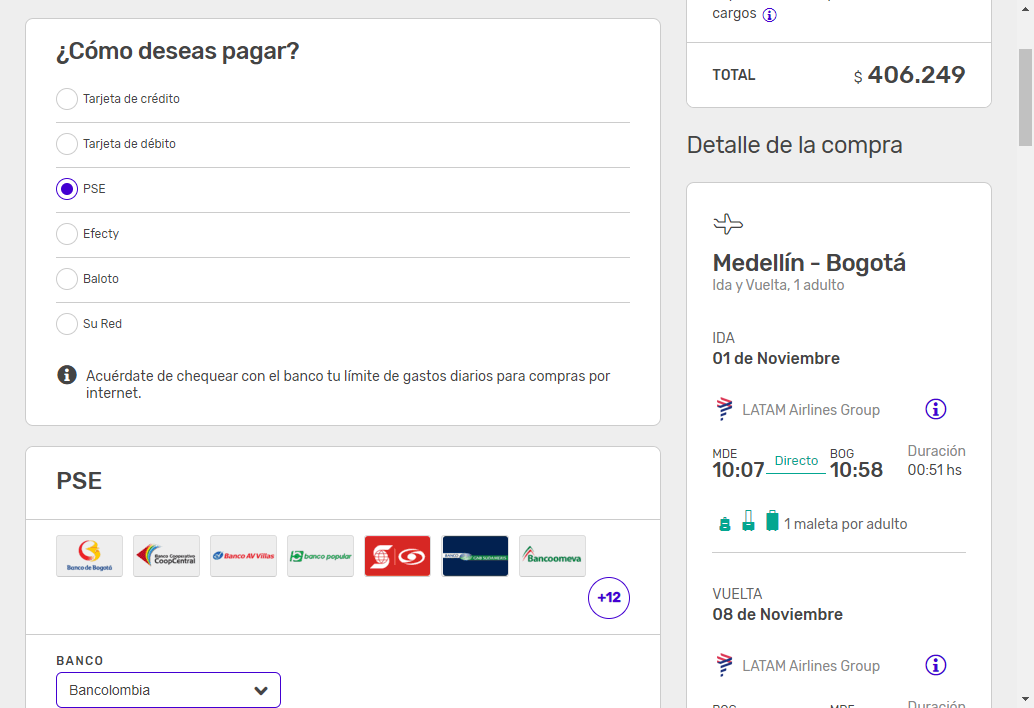 ¿Cómo deseas pagar?
Tarjeta de crédito
Tarjeta de débito
PSE
Efecty
Baloto
Su Red
Acuérdate de chequear con el banco tu límite de gastos diarios para compras por
internet.
PSE
Banco de Bogotá
Banco Cooperativo
CoopCentral
Banco AV Villas
banco popular
BANCO
Bancoomeva
+12
BANCO
Bancolombia
cargos
TOTAL
$ 406.249
Detalle de la compra
Medellín - Bogotá
Ida y Vuelta, 1 adulto
IDA
01 de Noviembre
LATAM Airlines Group
MDE
10:07
Directo
BOG
10:58
Duración
00:51 hs
1 maleta por adulto
VUELTA
08 de Noviembre
LATAM Airlines Group
BOG
MDE
Duración